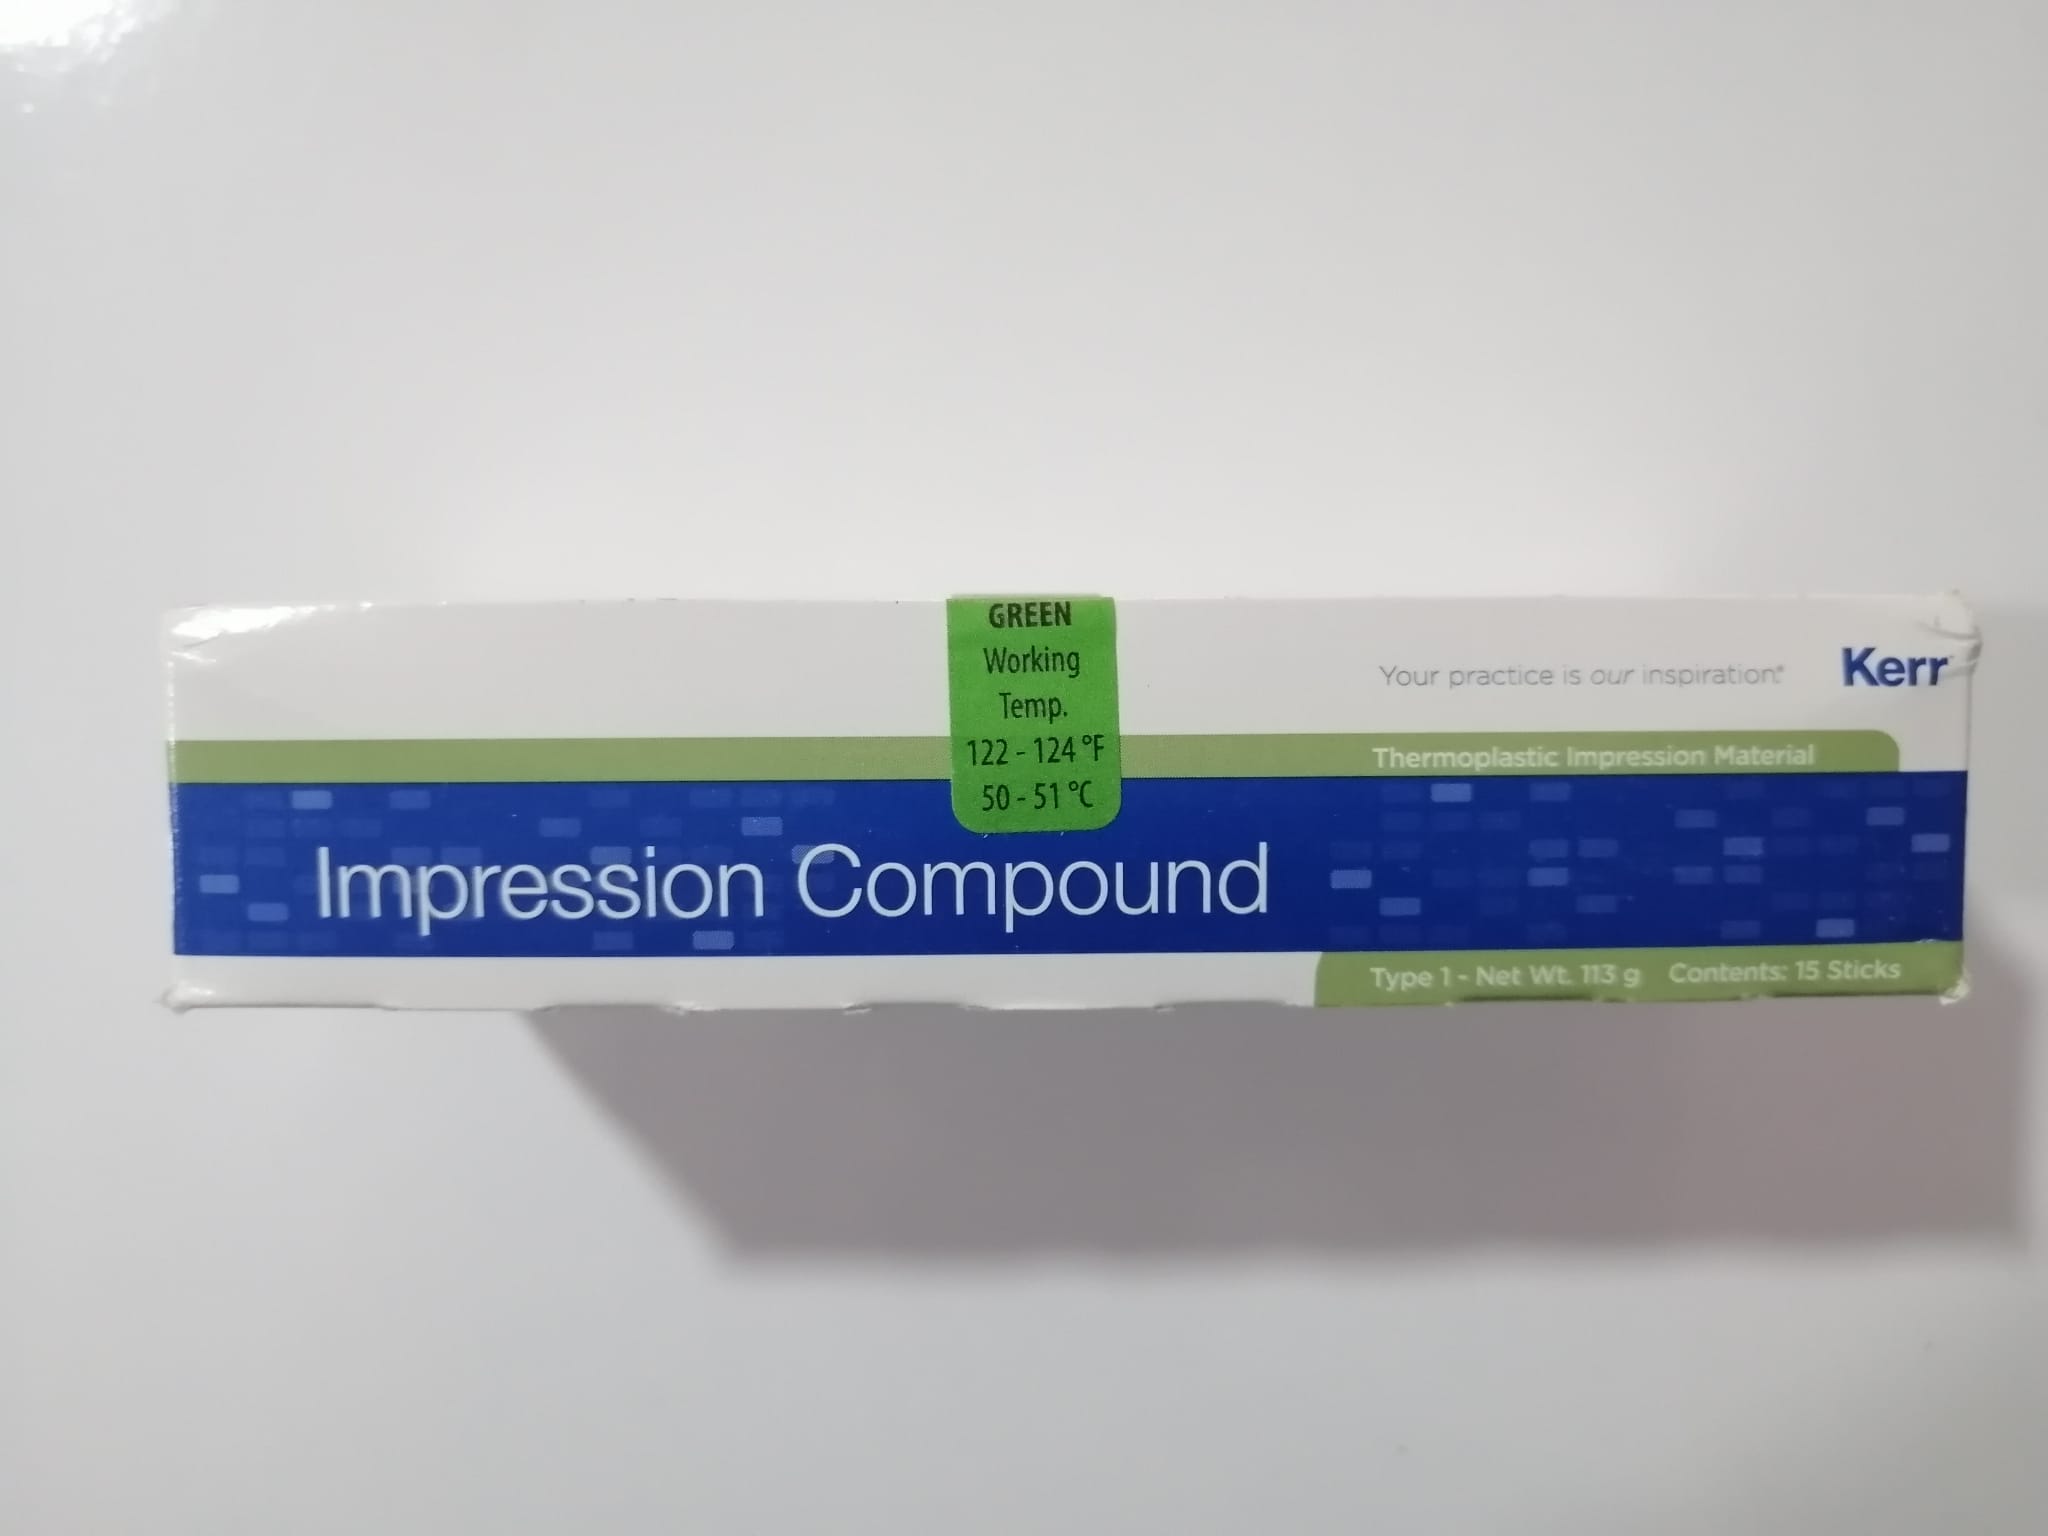 GREEN
Working
Temp.
122 - 124 °F
50 - 51 °C
Your practice is our inspiration.®
Kerr™
Thermoplastic Impression Material
Impression Compound
Type 1 - Net Wt. 113 g Contents: 15 Sticks